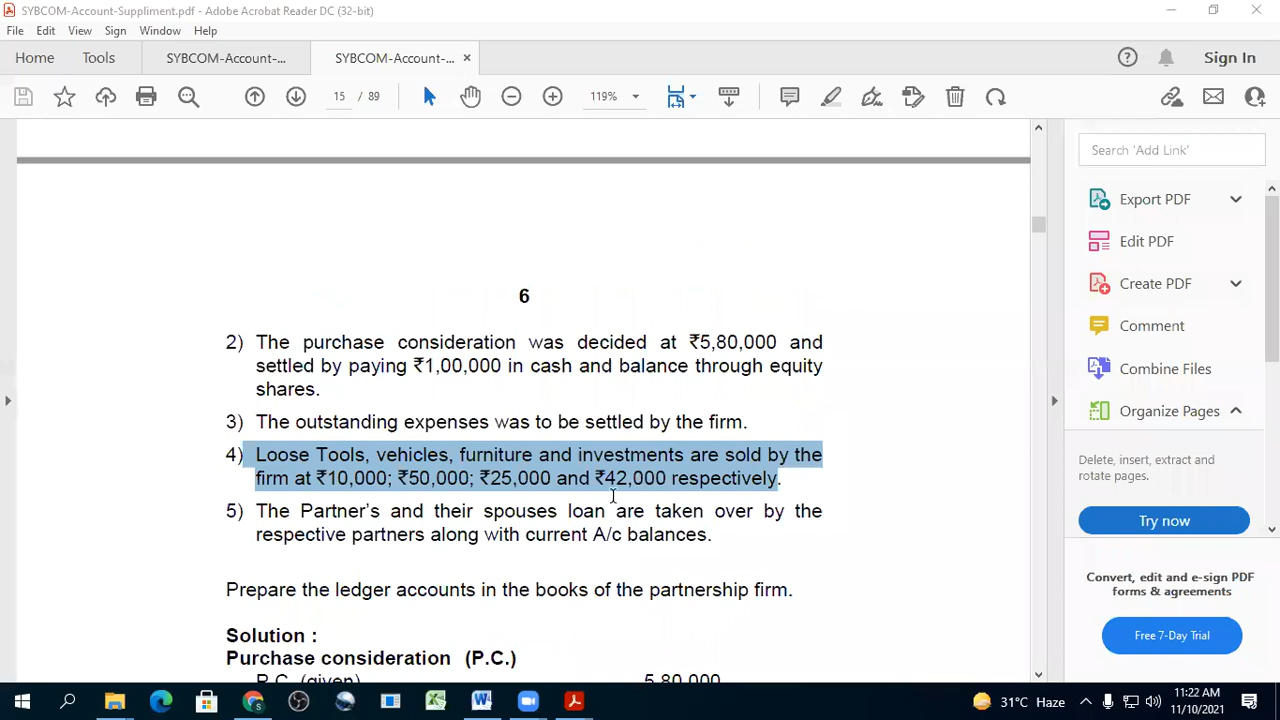 SYBCOM-Account-Suppliment.pdf - Adobe Acrobat Reader DC (32-bit)
File Edit View Sign Window Help
Home Tools SYBCOM-Account-... SYBCOM-Account-... × Sign In
15 / 89 119%
6
2) The purchase consideration was decided at ₹5,80,000 and
settled by paying ₹1,00,000 in cash and balance through equity
shares.
3) The outstanding expenses was to be settled by the firm.
4) Loose Tools, vehicles, furniture and investments are sold by the
firm at ₹10,000; ₹50,000; ₹25,000 and ₹42,000 respectively.
5) The Partner's and their spouses loan are taken over by the
respective partners along with current A/c balances.
Prepare the ledger accounts in the books of the partnership firm.
Solution :
Purchase consideration (P.C.)
P.C. (given) 5,80,000
Search 'Add Link'
Export PDF
Edit PDF
Create PDF
Comment
Combine Files
Organize Pages
Delete, insert, extract and
rotate pages.
Try now
Convert, edit and e-sign PDF
forms & agreements
Free 7-Day Trial
31°C Haze
11:22 AM
11/10/2021